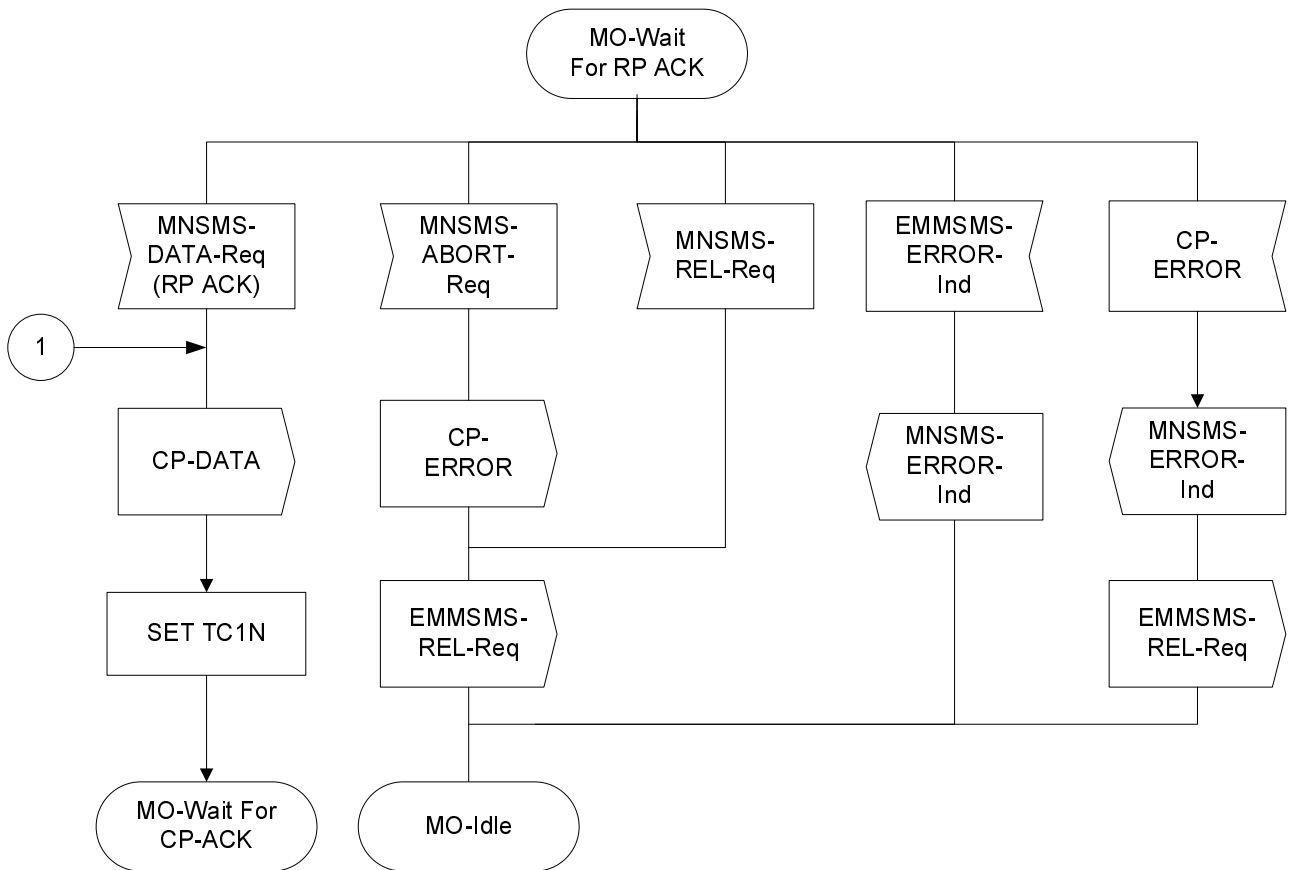 MO-Wait
For RP ACK
MNSMS-
DATA-Req
(RP ACK)
MNSMS-
ABORT-
Req
MNSMS-
REL-Req
EMMSMS-
ERROR-
Ind
CP-
ERROR
1
CP-DATA
CP-
ERROR
MNSMS-
ERROR-
Ind
MNSMS-
ERROR-
Ind
SET TC1N
EMMSMS-
REL-Req
EMMSMS-
REL-Req
MO-Wait For
CP-ACK
MO-Idle